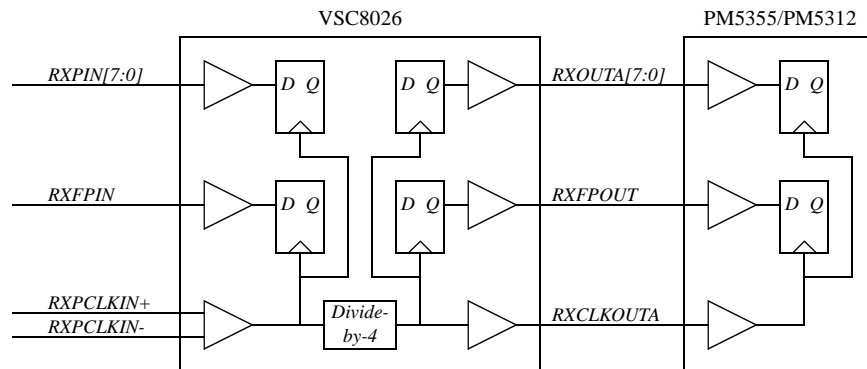 VSC8026
PM5355/PM5312
RXPIN[7:0]
D Q
D Q
RXOUTA[7:0]
D Q
RXFPIN
D Q
D Q
RXFPOUT
D Q
RXPCLKIN+
RXPCLKIN-
Divide-
by-4
RXCLKOUTA